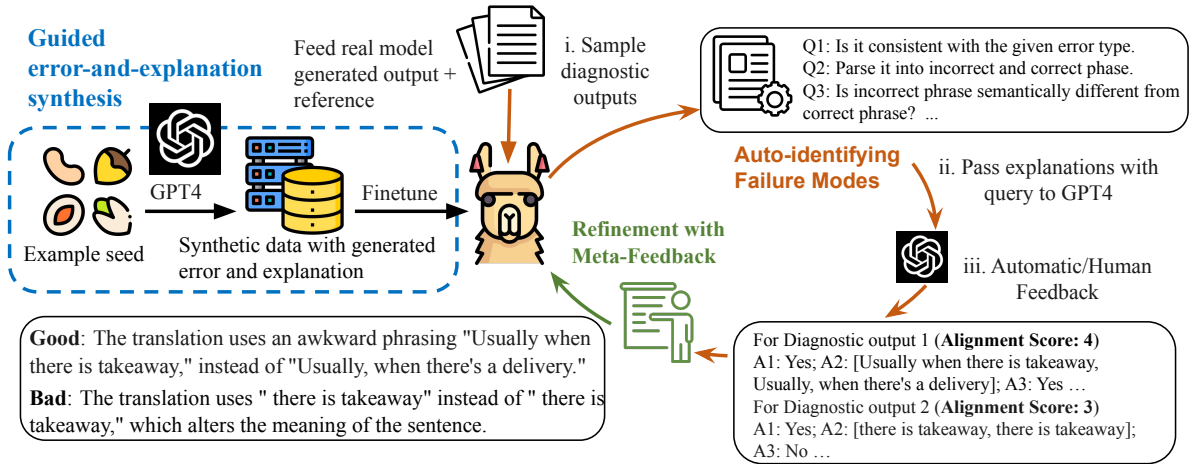 Guided
error-and-explanation
synthesis
Feed real model
generated output +
reference
i. Sample
diagnostic
outputs
Q1: Is it consistent with the given error type.
Q2: Parse it into incorrect and correct phase.
Q3: Is incorrect phrase semantically different from
correct phrase? ...
GPT4
Finetune
Example seed
Synthetic data with generated
error and explanation
Auto-identifying
Failure Modes
ii. Pass explanations with
query to GPT4
Refinement with
Meta-Feedback
iii. Automatic/Human
Feedback
Good: The translation uses an awkward phrasing "Usually when
there is takeaway," instead of "Usually, when there's a delivery."
Bad: The translation uses " there is takeaway" instead of " there is
takeaway," which alters the meaning of the sentence.
For Diagnostic output 1 (Alignment Score: 4)
A1: Yes; A2: [Usually when there is takeaway,
Usually, when there's a delivery]; A3: Yes ...
For Diagnostic output 2 (Alignment Score: 3)
A1: Yes; A2: [there is takeaway, there is takeaway];
A3: No ...